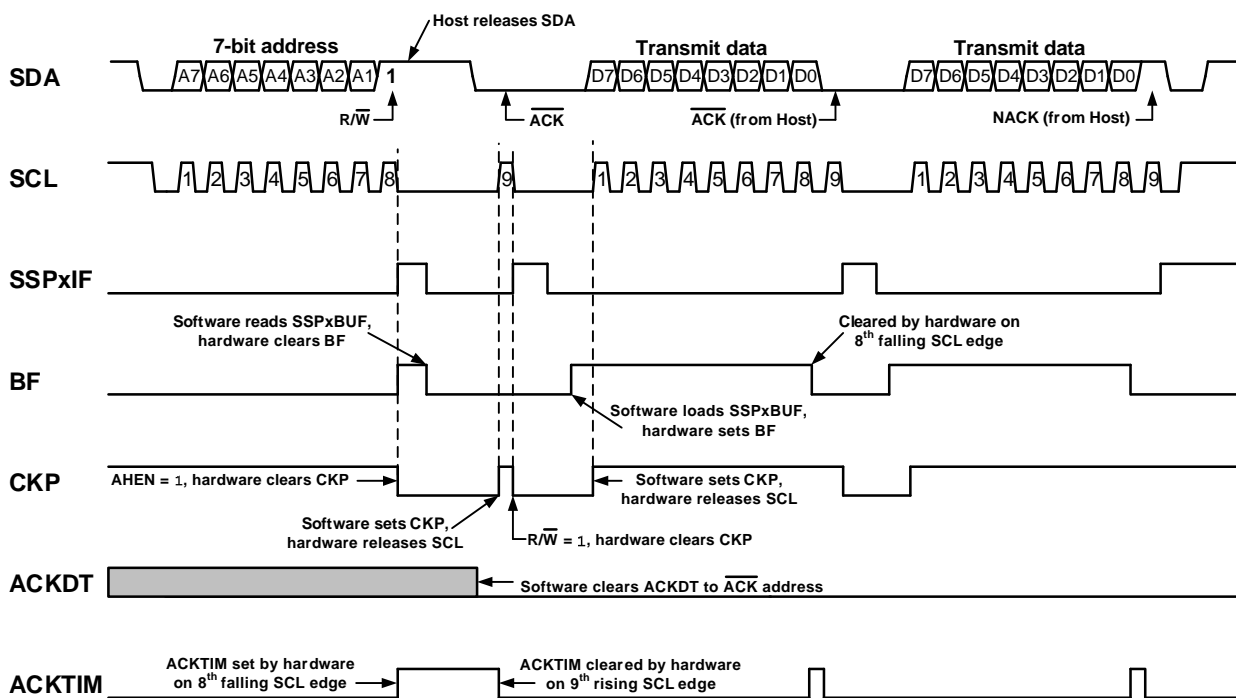 Host releases SDA
7-bit address
Transmit data
Transmit data
SDA
A7 A6 A5 A4 A3 A2 A1 1
D7 D6 D5 D4 D3 D2 D1 D0
D7 D6 D5 D4 D3 D2 D1 D0
R/W̅
A̅C̅K̅
A̅C̅K̅ (from Host)
NACK (from Host)
SCL
1 2 3 4 5 6 7 8
9
1 2 3 4 5 6 7 8 9
1 2 3 4 5 6 7 8 9
SSPxIF
Software reads SSPxBUF,
hardware clears BF
Cleared by hardware on
8th falling SCL edge
BF
Software loads SSPxBUF,
hardware sets BF
CKP
AHEN = 1, hardware clears CKP
Software sets CKP,
hardware releases SCL
Software sets CKP,
hardware releases SCL
R/W̅ = 1, hardware clears CKP
ACKDT
Software clears ACKDT to A̅C̅K̅ address
ACKTIM
ACKTIM set by hardware
on 8th falling SCL edge
ACKTIM cleared by hardware
on 9th rising SCL edge